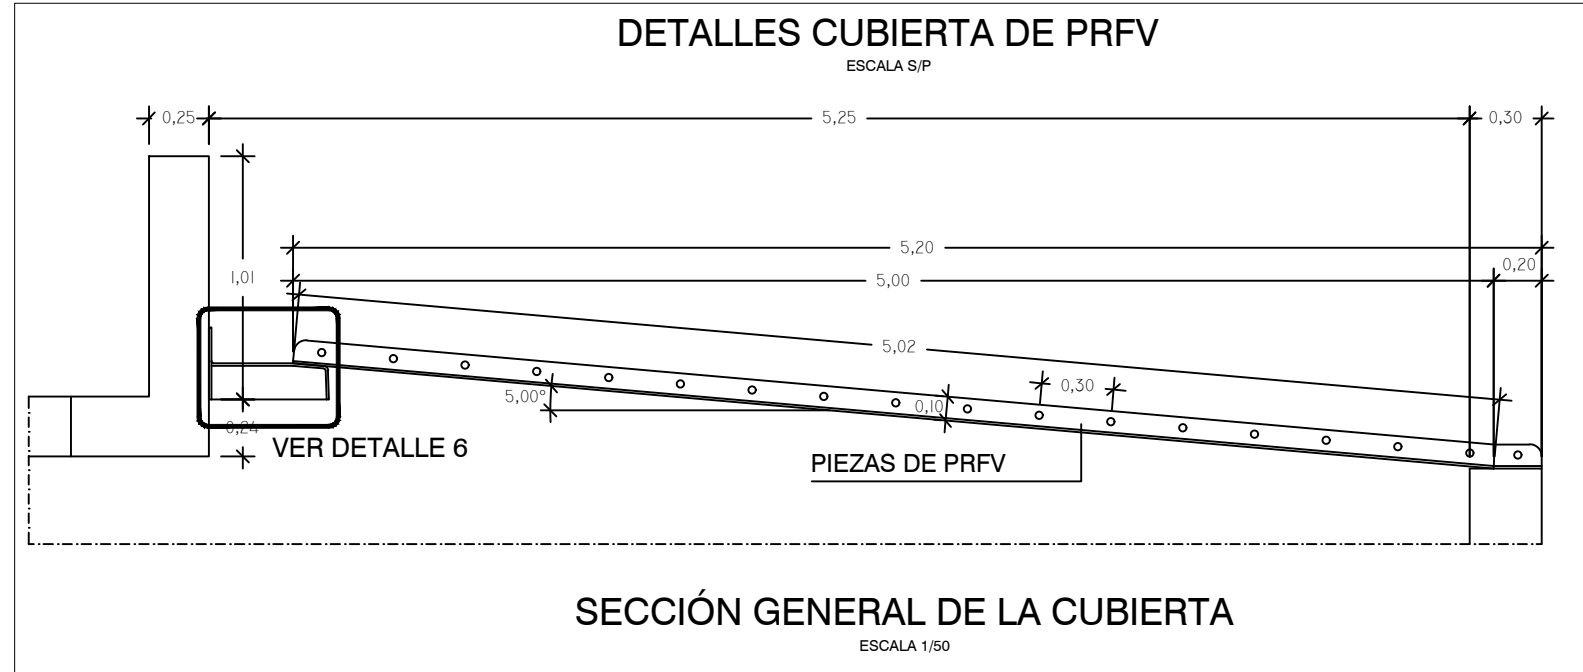 DETALLES CUBIERTA DE PRFV
ESCALA S/P
0,25
5,25
0,30
5,20
1,01
5,00
0,20
5,02
0,30
5,00°
0,10
0,24
VER DETALLE 6
PIEZAS DE PRFV
SECCIÓN GENERAL DE LA CUBIERTA
ESCALA 1/50